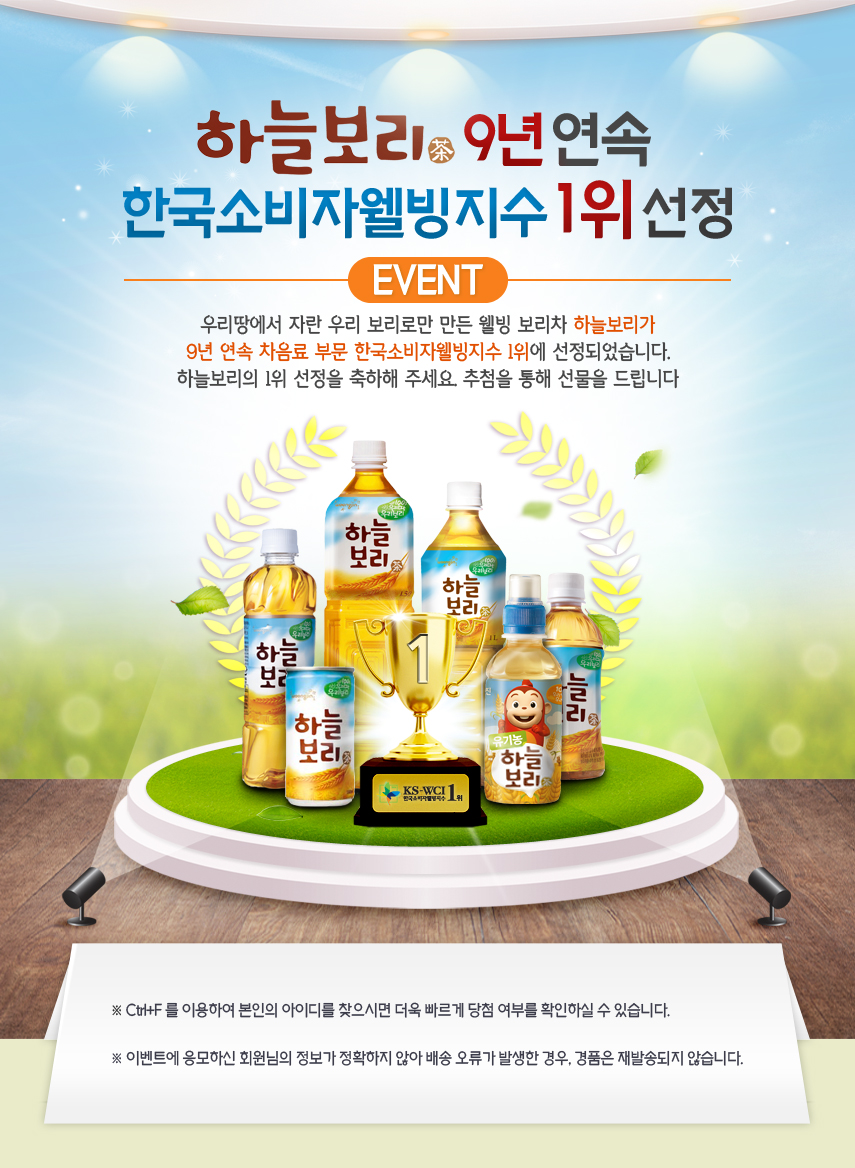 하늘보리茶 9년 연속
한국소비자웰빙지수 1위 선정
EVENT
우리땅에서 자란 우리 보리로만 만든 웰빙 보리차 하늘보리가
9년 연속 차음료 부문 한국소비자웰빙지수 1위에 선정되었습니다.
하늘보리의 1위 선정을 축하해 주세요. 추첨을 통해 선물을 드립니다
하늘
보리茶
하늘
보리茶
1L
하늘
보리
하늘
보리茶
1
유기농
하늘
보리
늘
리茶
KS-WCI 1위
한국소비자웰빙지수
※ Ctrl+F 를 이용하여 본인의 아이디를 찾으시면 더욱 빠르게 당첨 여부를 확인하실 수 있습니다.
※ 이벤트에 응모하신 회원님의 정보가 정확하지 않아 배송 오류가 발생한 경우, 경품은 재발송되지 않습니다.